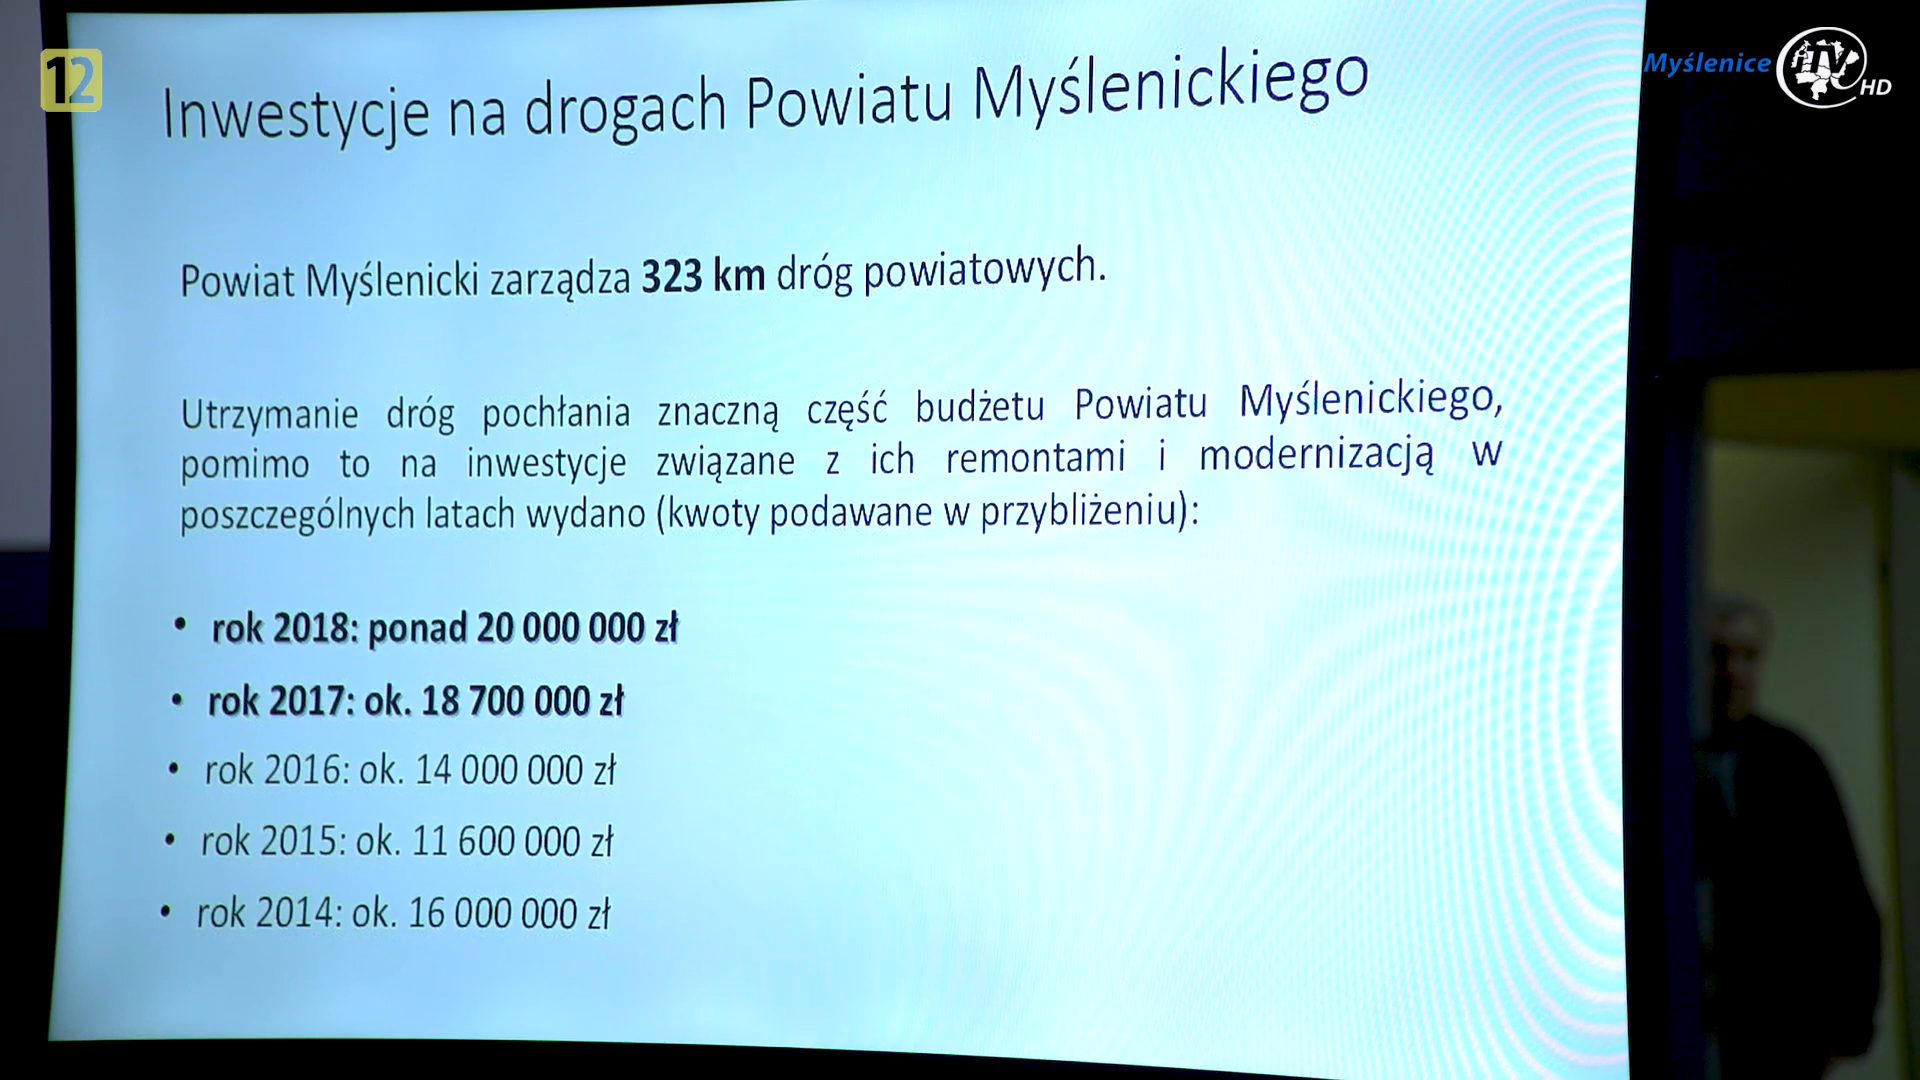 12
Myślenice TV HD
Inwestycje na drogach Powiatu Myślenickiego
Powiat Myślenicki zarządza 323 km dróg powiatowych.
Utrzymanie dróg pochłania znaczną część budżetu Powiatu Myślenickiego,
pomimo to na inwestycje związane z ich remontami i modernizacją w
poszczególnych latach wydano (kwoty podawane w przybliżeniu):
• rok 2018: ponad 20 000 000 zł
• rok 2017: ok. 18 700 000 zł
• rok 2016: ok. 14 000 000 zł
• rok 2015: ok. 11 600 000 zł
• rok 2014: ok. 16 000 000 zł